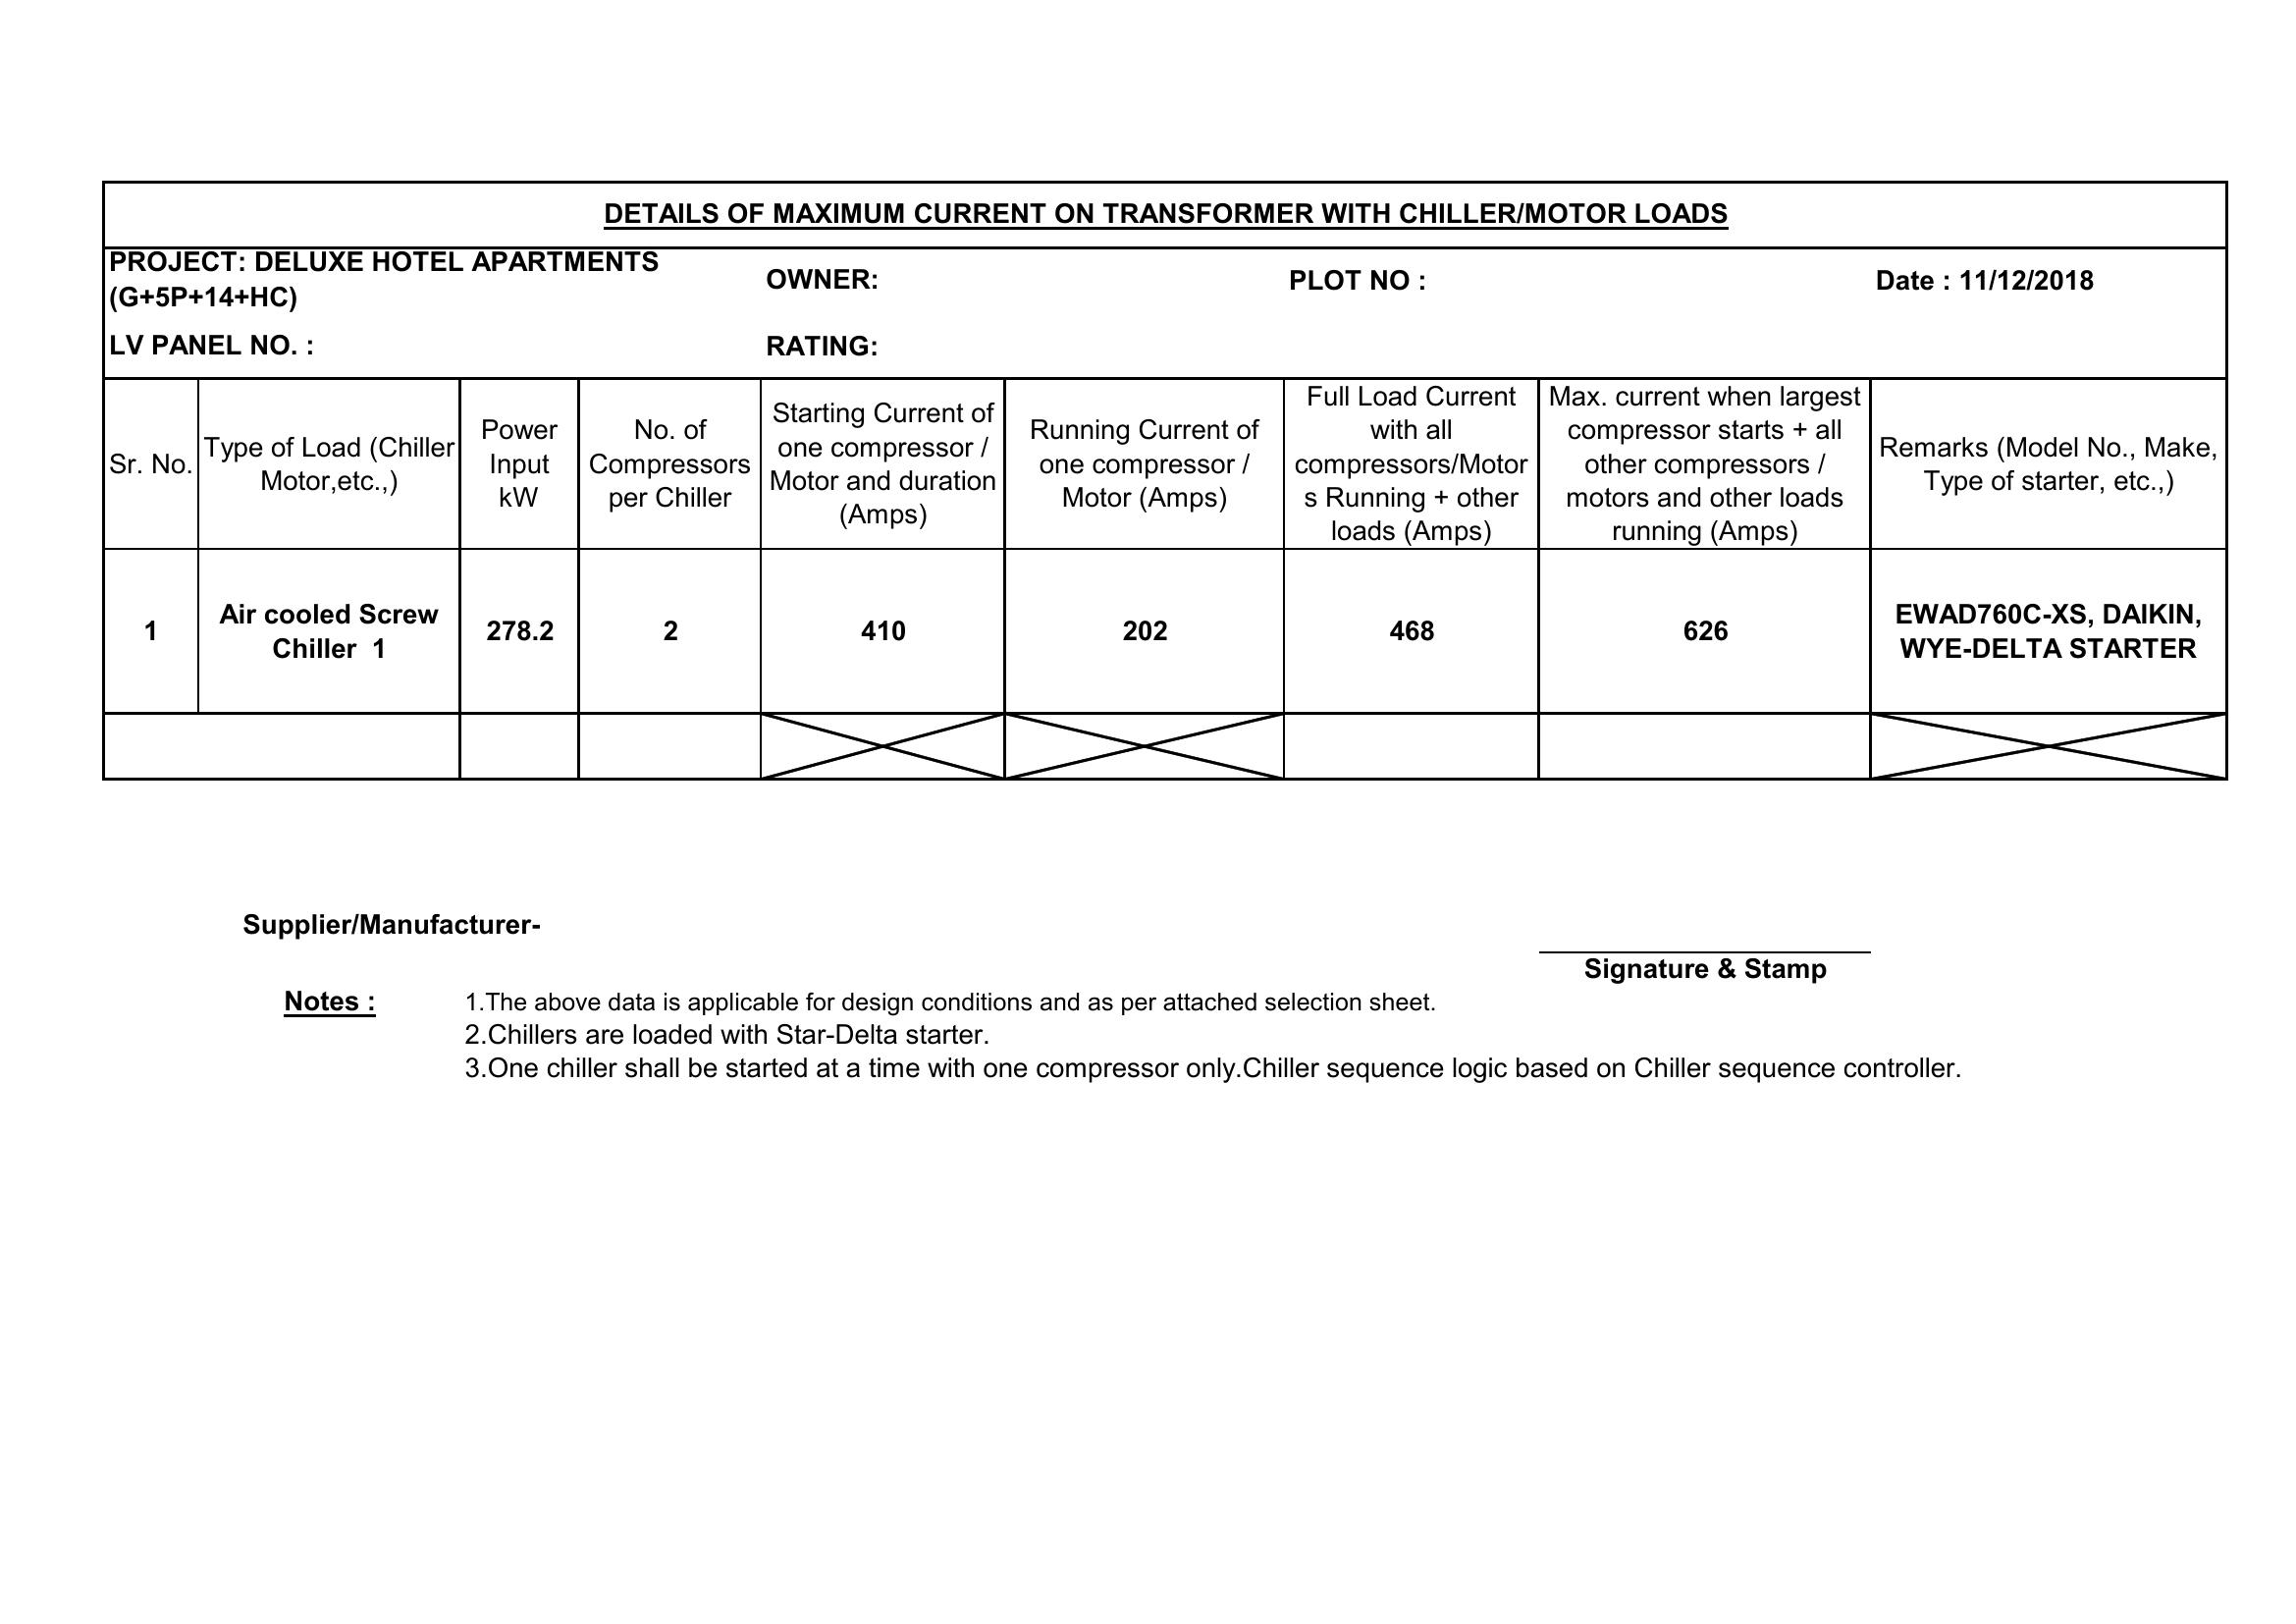 DETAILS OF MAXIMUM CURRENT ON TRANSFORMER WITH CHILLER/MOTOR LOADS
PROJECT: DELUXE HOTEL APARTMENTS
(G+5P+14+HC)
OWNER:
PLOT NO :
Date : 11/12/2018
LV PANEL NO. :
RATING:
Sr. No.
Type of Load (Chiller
Motor,etc.,)
Power
Input
kW
No. of
Compressors
per Chiller
Starting Current of
one compressor /
Motor and duration
(Amps)
Running Current of
one compressor /
Motor (Amps)
Full Load Current
with all
compressors/Motor
s Running + other
loads (Amps)
Max. current when largest
compressor starts + all
other compressors /
motors and other loads
running (Amps)
Remarks (Model No., Make,
Type of starter, etc.,)
1
Air cooled Screw
Chiller 1
278.2
2
410
202
468
626
EWAD760C-XS, DAIKIN,
WYE-DELTA STARTER
Supplier/Manufacturer-
Signature & Stamp
Notes :
1.The above data is applicable for design conditions and as per attached selection sheet.
2.Chillers are loaded with Star-Delta starter.
3.One chiller shall be started at a time with one compressor only.Chiller sequence logic based on Chiller sequence controller.